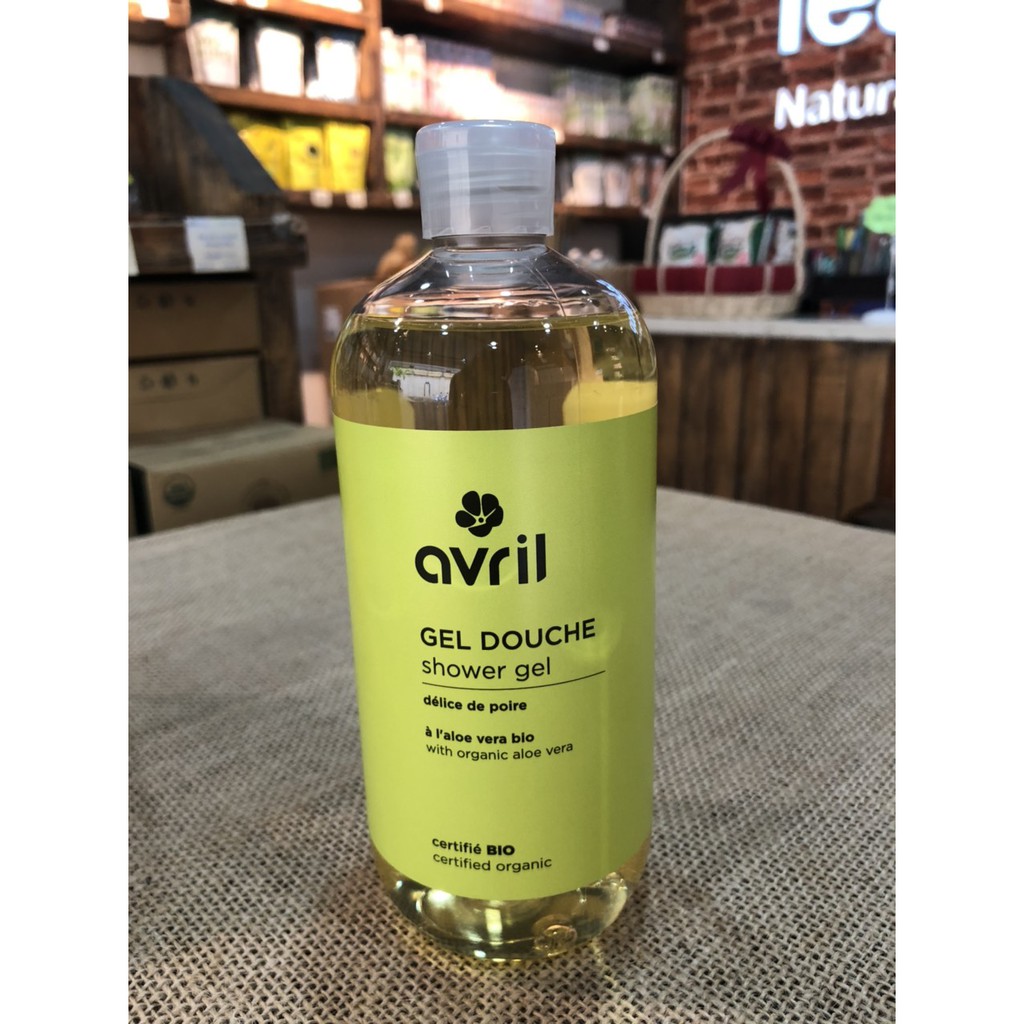 Natur
avril
GEL DOUCHE
shower gel
délice de poire
à l'aloe vera bio
with organic aloe vera
certifié BIO
certified organic